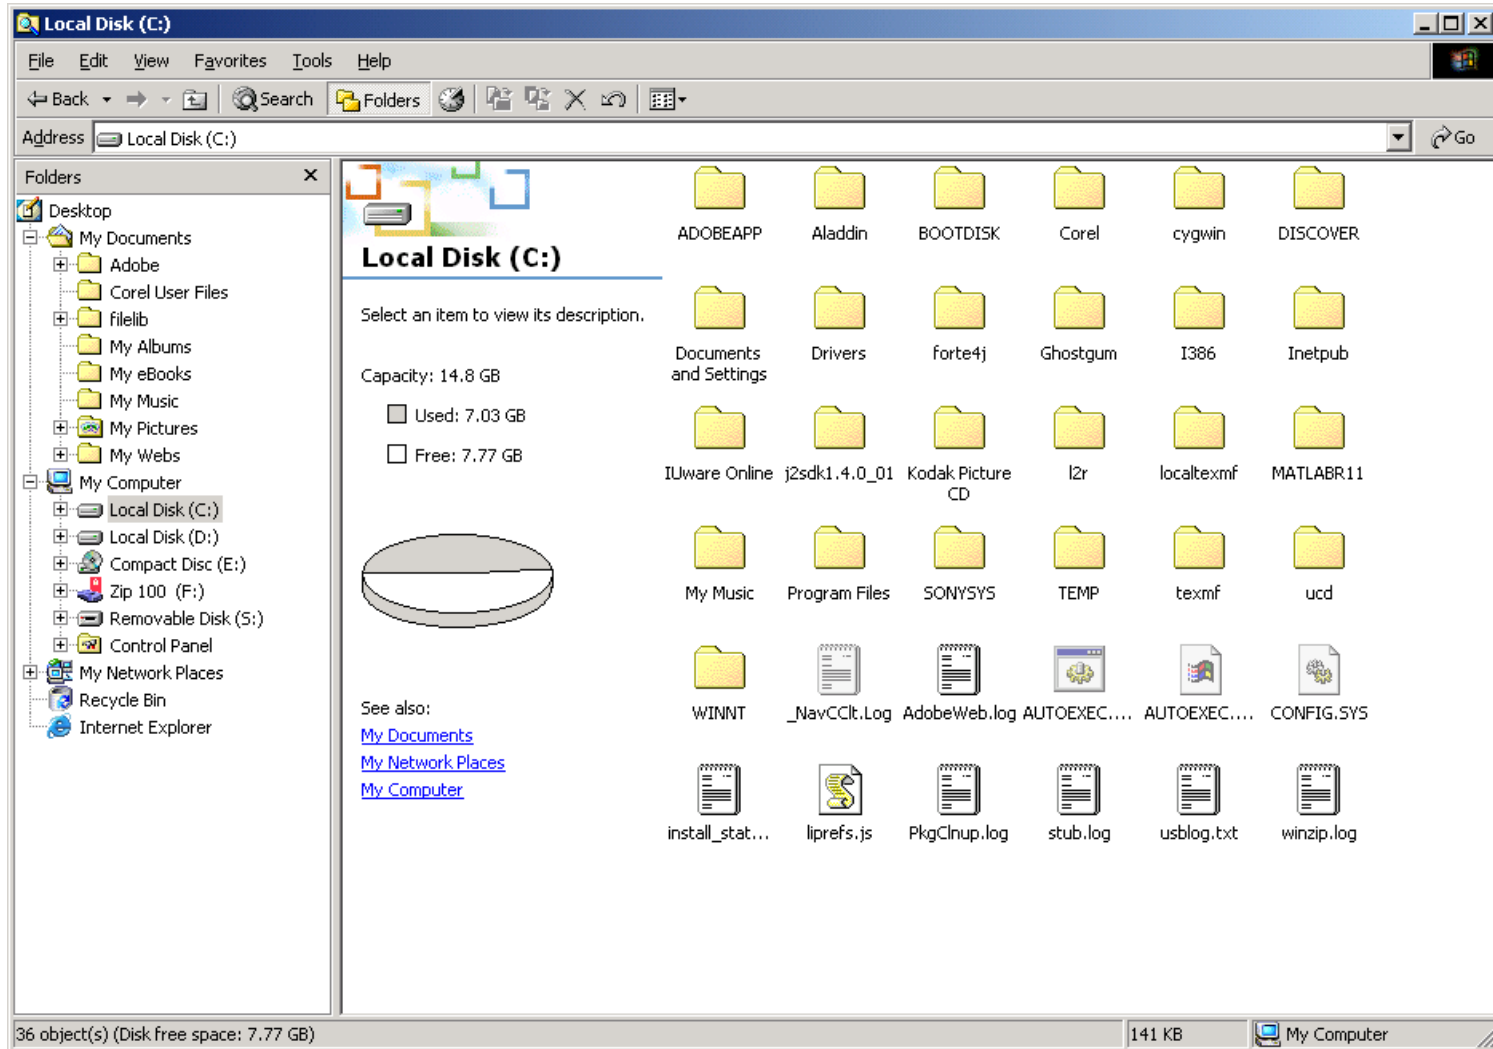 Local Disk (C:)
File Edit View Favorites Tools Help
Back Search Folders
Address Local Disk (C:) Go
Folders
Desktop
My Documents
Adobe
Corel User Files
filelib
My Albums
My eBooks
My Music
My Pictures
My Webs
My Computer
Local Disk (C:)
Local Disk (D:)
Compact Disc (E:)
Zip 100 (F:)
Removable Disk (S:)
Control Panel
My Network Places
Recycle Bin
Internet Explorer
Local Disk (C:)
Select an item to view its description.
Capacity: 14.8 GB
Used: 7.03 GB
Free: 7.77 GB
See also:
My Documents
My Network Places
My Computer
ADOBEAPP Aladdin BOOTDISK Corel cygwin DISCOVER
Documents and Settings Drivers forte4j Ghostgum I386 Inetpub
IUware Online j2sdk1.4.0_01 Kodak Picture CD l2r localtexmf MATLABR11
My Music Program Files SONYSYS TEMP texmf ucd
WINNT _NavCClt.Log AdobeWeb.log AUTOEXEC.... AUTOEXEC.... CONFIG.SYS
install_stat... liprefs.js PkgClnup.log stub.log usblog.txt winzip.log
36 object(s) (Disk free space: 7.77 GB) 141 KB My Computer